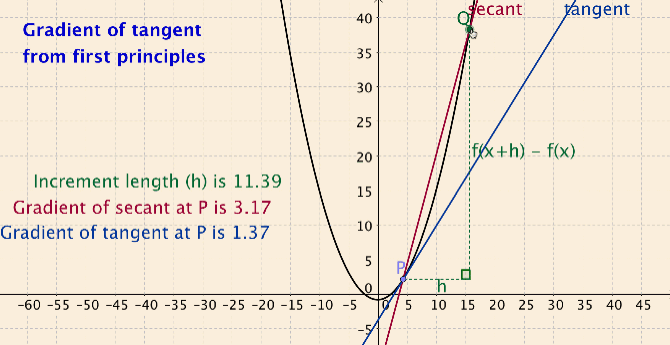 Gradient of tangent
from first principles
Q
secant
tangent
f(x+h) − f(x)
Increment length (h) is 11.39
Gradient of secant at P is 3.17
Gradient of tangent at P is 1.37
P
h
40
35
30
25
20
15
10
5
0
-5
-60 -55 -50 -45 -40 -35 -30 -25 -20 -15 -10 -5 0 5 10 15 20 25 30 35 40 45